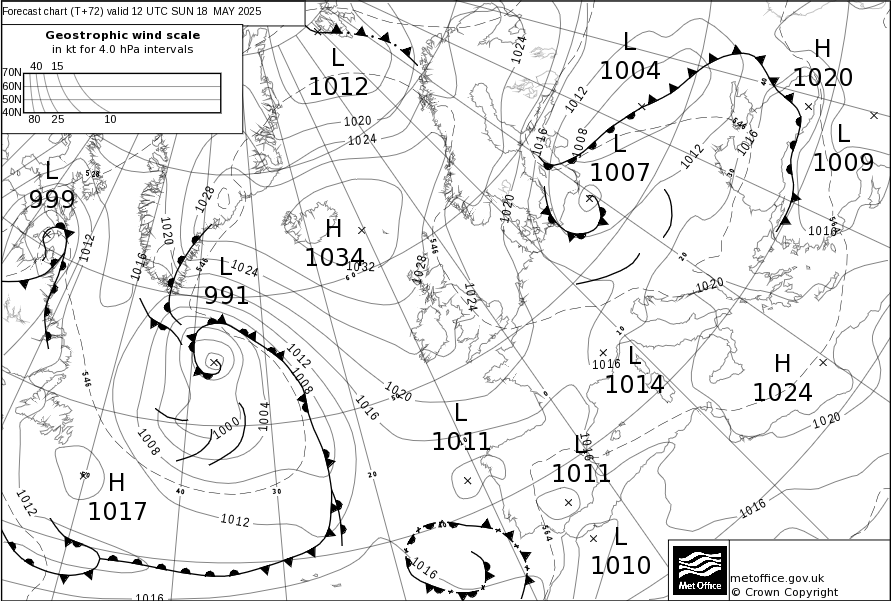 Forecast chart (T+72) valid 12 UTC SUN 18 MAY 2025
Geostrophic wind scale
in kt for 4.0 hPa intervals
40 15
70N
60N
50N
40N
80 25 10
L
1012
L
1004
H
1020
L
1009
L
1007
L
999
H
1034
L
991
L
1014
H
1024
L
1011
L
1011
H
1017
L
1010
1024
1012
1008
1016
1020
1024
1016
1012
1020
1028
1020
1012
1016
1024
1032
1028
1024
1016
1020
1016
1012
1008
1020
1016
1004
1000
1008
1016
1020
1012
1012
1016
1016
1016
528
546
546
546
546
564
40
30
20
10
0
20
60
metoffice.gov.uk
© Crown Copyright
Met Office